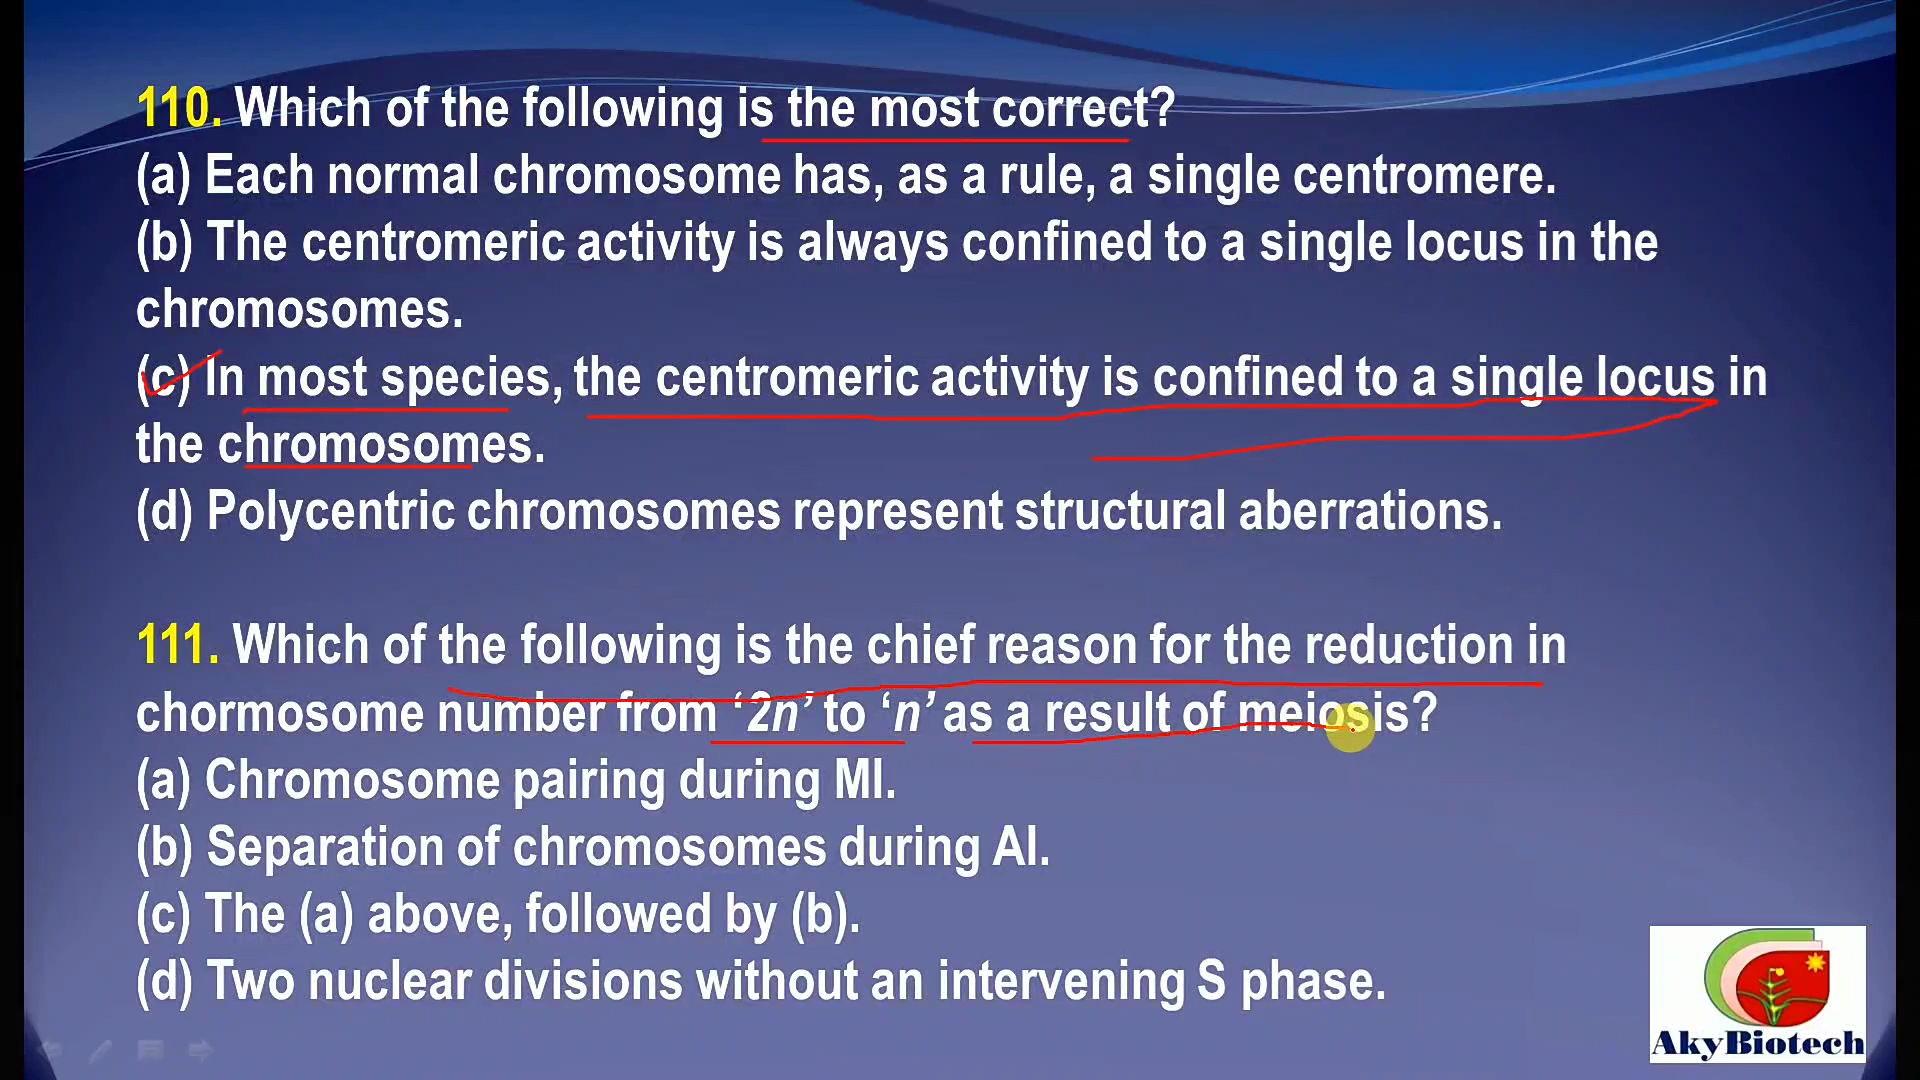 110. Which of the following is the most correct?
(a) Each normal chromosome has, as a rule, a single centromere.
(b) The centromeric activity is always confined to a single locus in the
chromosomes.
(c) In most species, the centromeric activity is confined to a single locus in
the chromosomes.
(d) Polycentric chromosomes represent structural aberrations.
111. Which of the following is the chief reason for the reduction in
chormosome number from ‘2n’ to ‘n’ as a result of meiosis?
(a) Chromosome pairing during MI.
(b) Separation of chromosomes during AI.
(c) The (a) above, followed by (b).
(d) Two nuclear divisions without an intervening S phase.
AkyBiotech